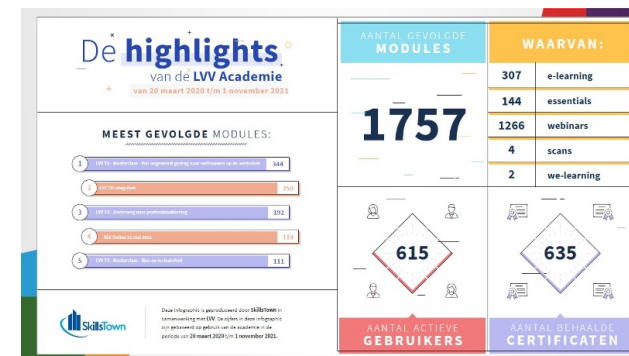 De highlights
van de LVV Academie
van 20 maart 2020 t/m 1 november 2021
MEEST GEVOLGDE MODULES:
1 344
2 250
3 192
4 118
5 111
SkillsTown
Deze infographic is geproduceerd door SkillsTown in
samenwerking met LVV. De cijfers in deze infographic
zijn gebaseerd op gebruik van de academie in de
periode van 20 maart 2020 t/m 1 november 2021.
AANTAL GEVOLGDE
MODULES
1757
WAARVAN:
307 e-learning
144 essentials
1266 webinars
4 scans
2 we-learning
615
AANTAL ACTIEVE
GEBRUIKERS
635
AANTAL BEHAALDE
CERTIFICATEN